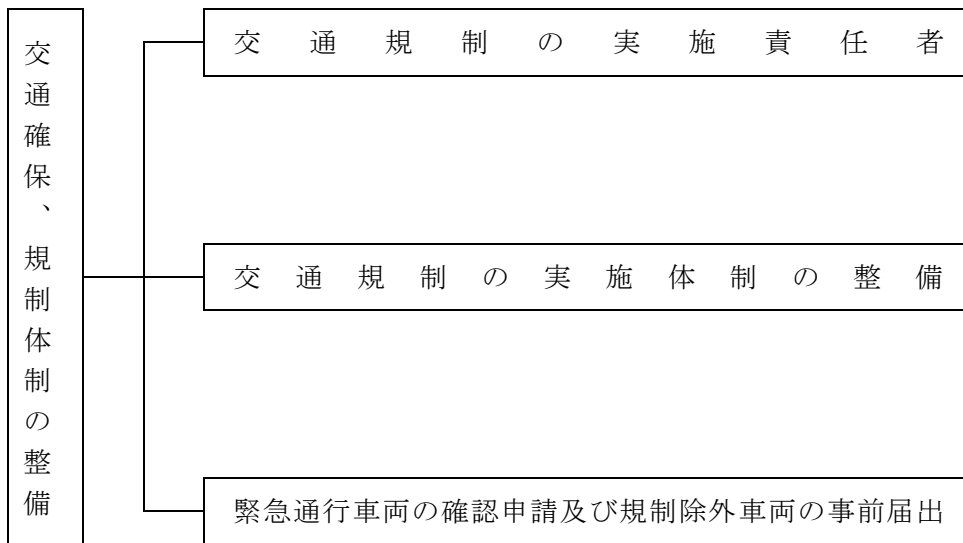 交通確保、規制体制の整備
交通規制の実施責任者
交通規制の実施体制の整備
緊急通行車両の確認申請及び規制除外車両の事前届出